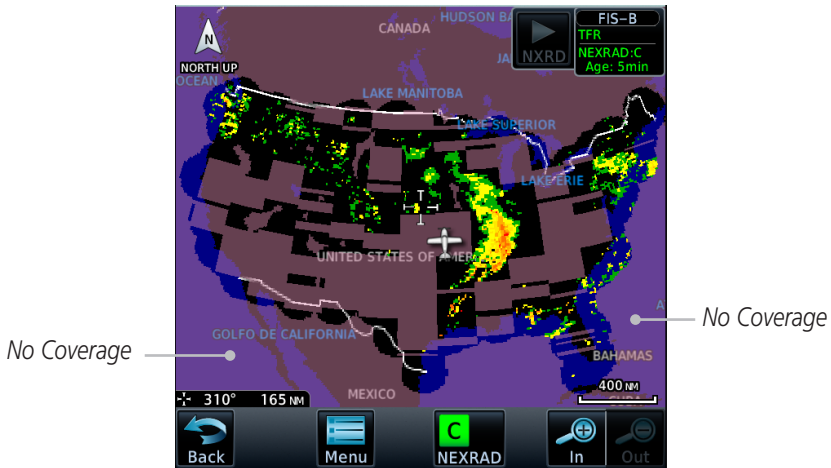 HUDSON BA
CANADA
FIS–B
TFR
NEXRAD:C
Age: 5min
NXRD
N
NORTH UP
OCEAN
JA
LAKE MANITOBA
LAKE SUPERIOR
LAKE ERIE
UNITED STATES OF AMER
No Coverage
GOLFO DE CALIFORNIA
A
No Coverage
BAHAMAS
400 NM
310° 165 NM
MEXICO
CUBA
Back
Menu
C
NEXRAD
In
Out